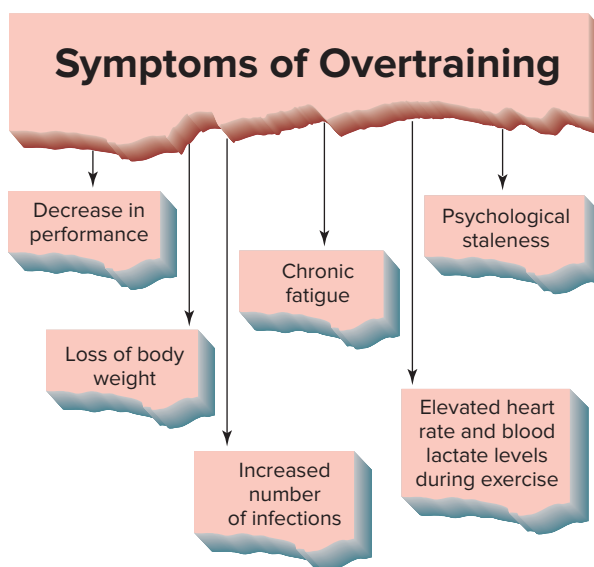 Symptoms of Overtraining
Decrease in
performance
Loss of body
weight
Increased
number
of infections
Chronic
fatigue
Elevated heart
rate and blood
lactate levels
during exercise
Psychological
staleness